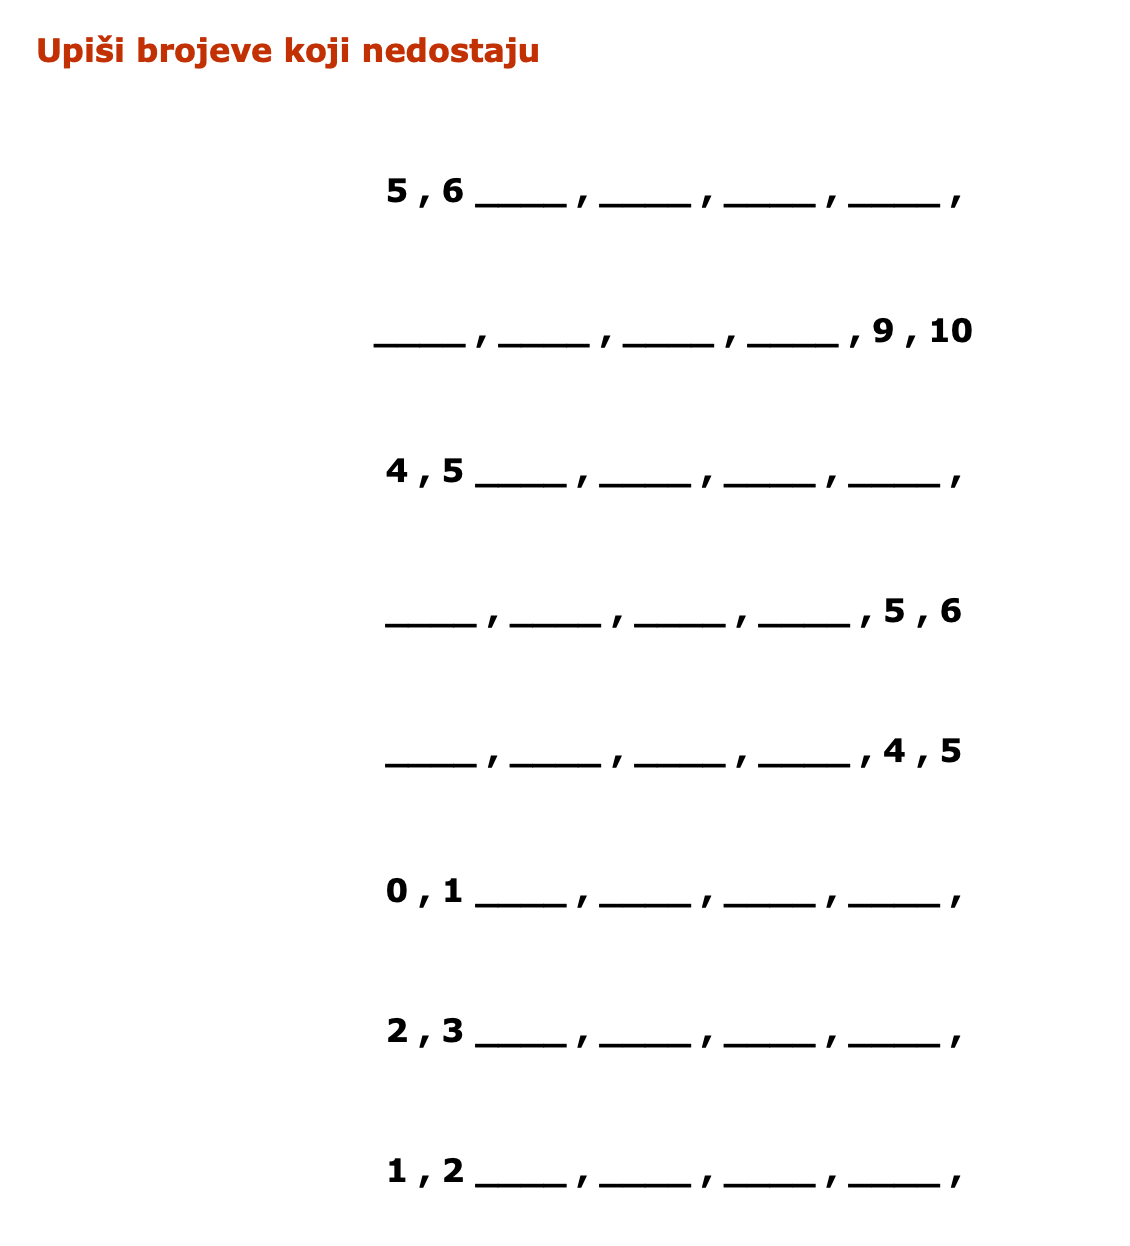 Upiši brojeve koji nedostaju
5 , 6 ____ , ____ , ____ , ____ ,
____ , ____ , ____ , ____ , 9 , 10
4 , 5 ____ , ____ , ____ , ____ ,
____ , ____ , ____ , ____ , 5 , 6
____ , ____ , ____ , ____ , 4 , 5
0 , 1 ____ , ____ , ____ , ____ ,
2 , 3 ____ , ____ , ____ , ____ ,
1 , 2 ____ , ____ , ____ , ____ ,